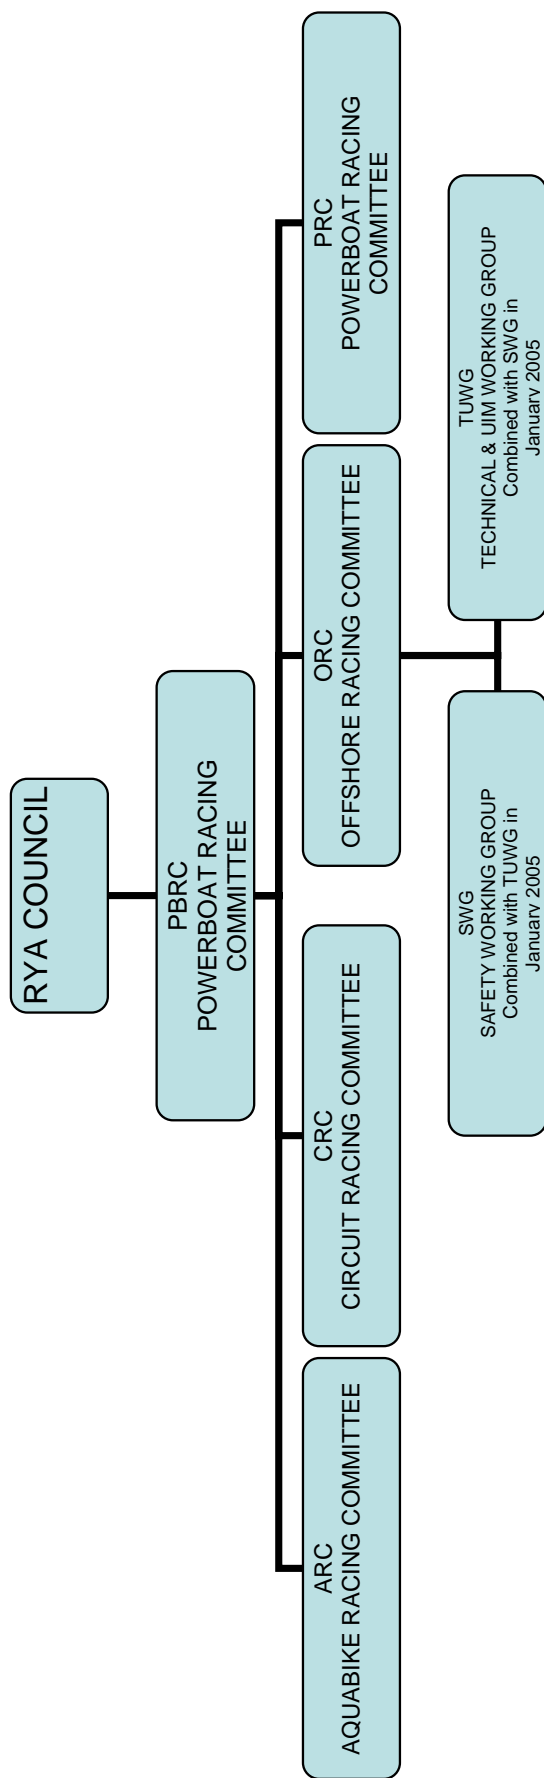 RYA COUNCIL
PBRC
POWERBOAT RACING
COMMITTEE
ARC
AQUABIKE RACING COMMITTEE
CRC
CIRCUIT RACING COMMITTEE
ORC
OFFSHORE RACING COMMITTEE
PRC
POWERBOAT RACING
COMMITTEE
SWG
SAFETY WORKING GROUP
Combined with TUWG in
January 2005
TUWG
TECHNICAL & UIM WORKING GROUP
Combined with SWG in
January 2005